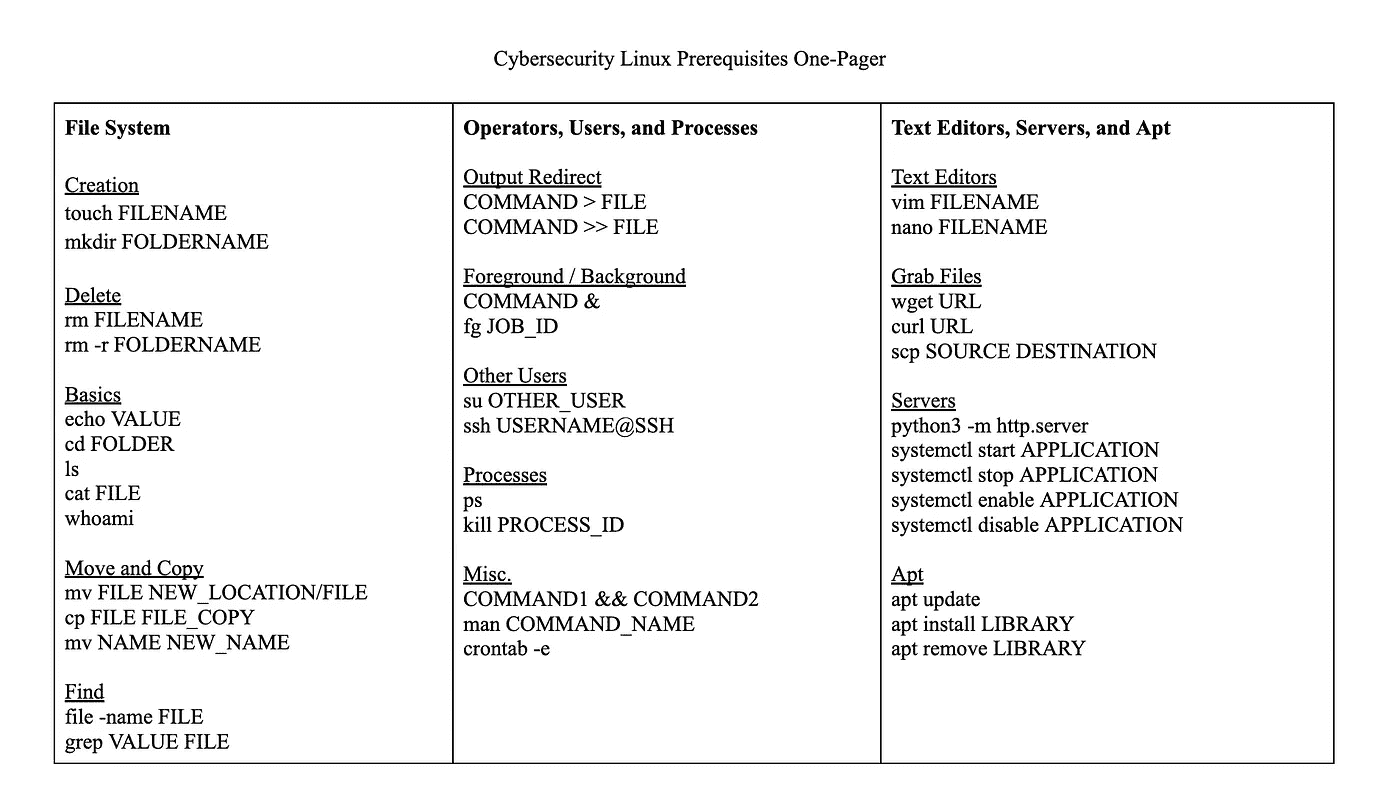 Cybersecurity Linux Prerequisites One-Pager
File System
Creation
touch FILENAME
mkdir FOLDERNAME
Delete
rm FILENAME
rm -r FOLDERNAME
Basics
echo VALUE
cd FOLDER
ls
cat FILE
whoami
Move and Copy
mv FILE NEW_LOCATION/FILE
cp FILE FILE_COPY
mv NAME NEW_NAME
Find
file -name FILE
grep VALUE FILE
Operators, Users, and Processes
Output Redirect
COMMAND > FILE
COMMAND >> FILE
Foreground / Background
COMMAND &
fg JOB_ID
Other Users
su OTHER_USER
ssh USERNAME@SSH
Processes
ps
kill PROCESS_ID
Misc.
COMMAND1 && COMMAND2
man COMMAND_NAME
crontab -e
Text Editors, Servers, and Apt
Text Editors
vim FILENAME
nano FILENAME
Grab Files
wget URL
curl URL
scp SOURCE DESTINATION
Servers
python3 -m http.server
systemctl start APPLICATION
systemctl stop APPLICATION
systemctl enable APPLICATION
systemctl disable APPLICATION
Apt
apt update
apt install LIBRARY
apt remove LIBRARY